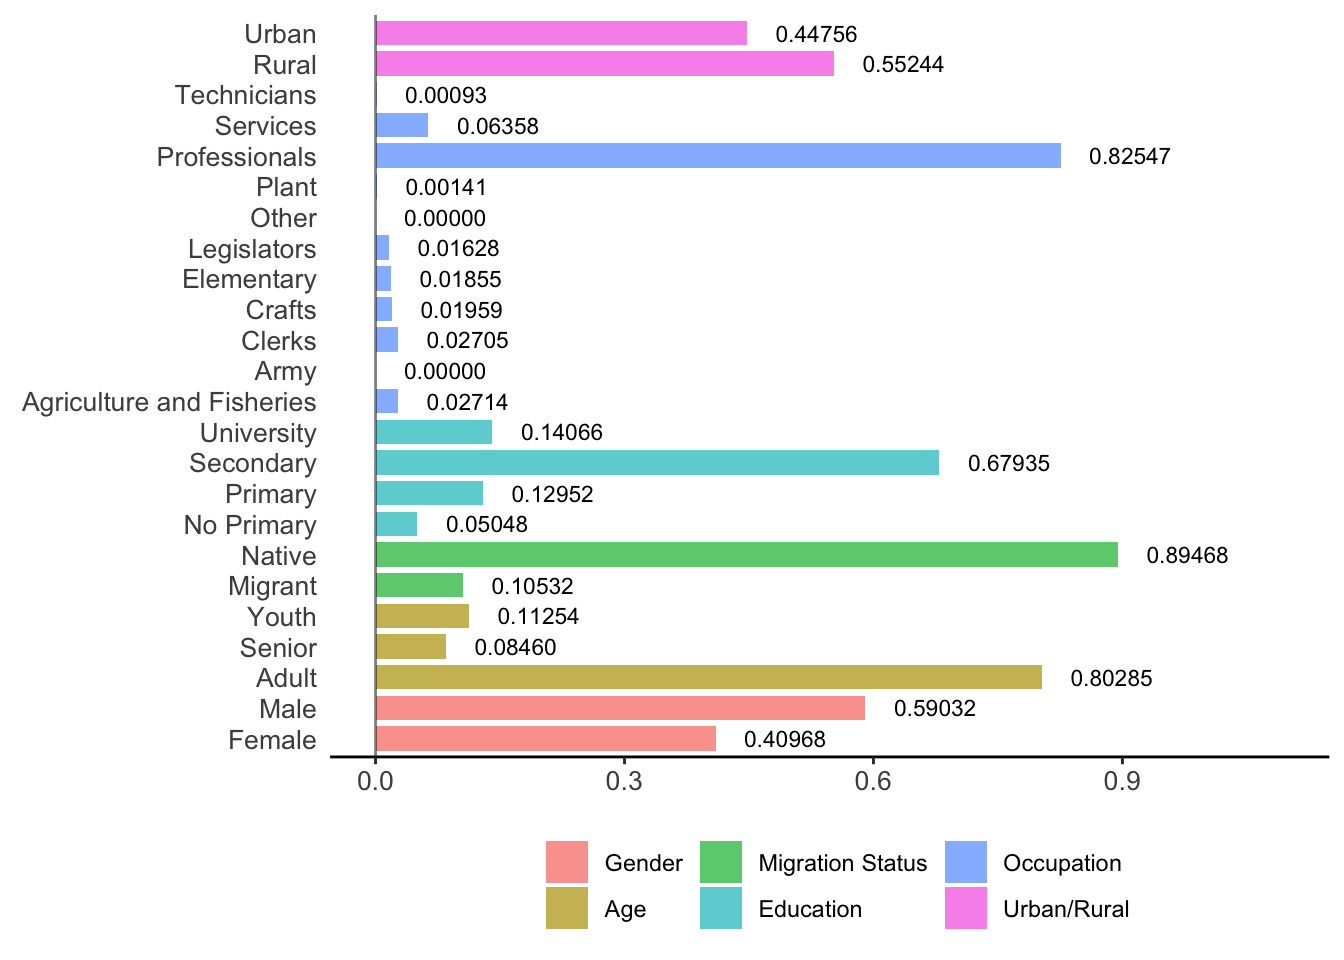 Urban 0.44756
Rural 0.55244
Technicians 0.00093
Services 0.06358
Professionals 0.82547
Plant 0.00141
Other 0.00000
Legislators 0.01628
Elementary 0.01855
Crafts 0.01959
Clerks 0.02705
Army 0.00000
Agriculture and Fisheries 0.02714
University 0.14066
Secondary 0.67935
Primary 0.12952
No Primary 0.05048
Native 0.89468
Migrant 0.10532
Youth 0.11254
Senior 0.08460
Adult 0.80285
Male 0.59032
Female 0.40968
0.0 0.3 0.6 0.9
Gender Migration Status Occupation
Age Education Urban/Rural